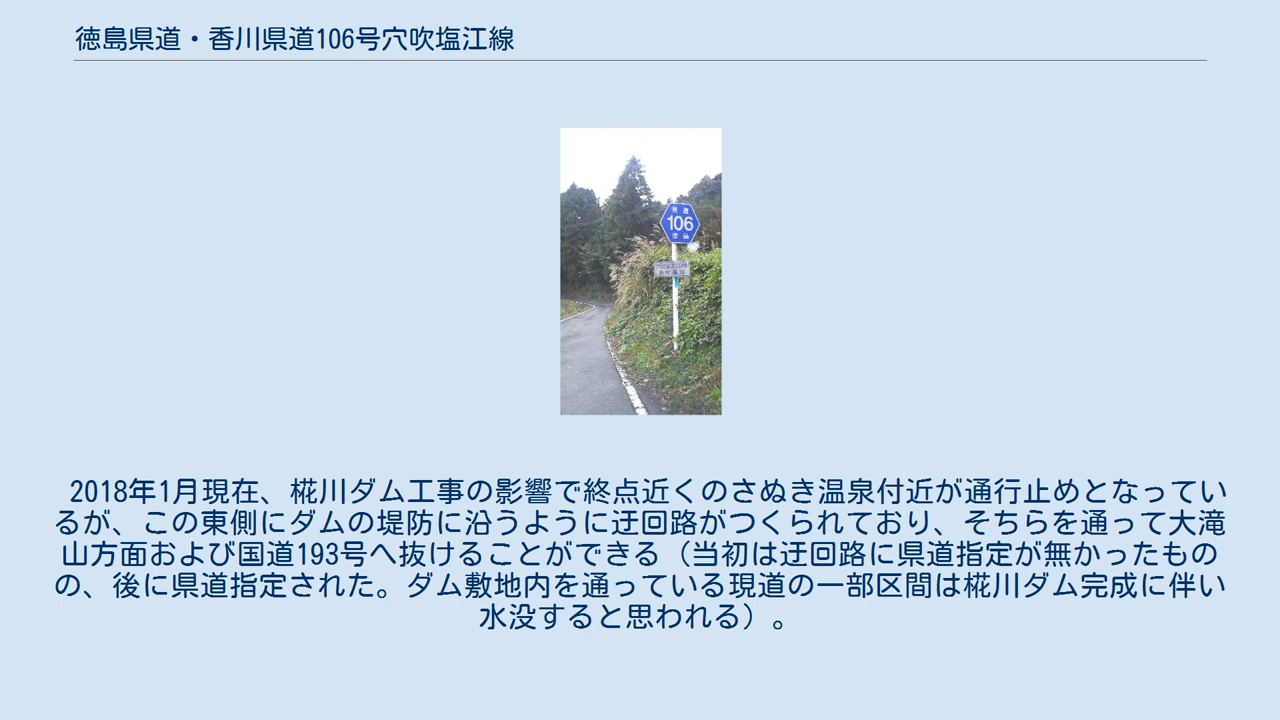 徳島県道・香川県道106号穴吹塩江線
県道
106
徳島
2018年1月現在、椛川ダム工事の影響で終点近くのさぬき温泉付近が通行止めとなってい
るが、この東側にダムの堤防に沿うように迂回路がつくられており、そちらを通って大滝
山方面および国道193号へ抜けることができる（当初は迂回路に県道指定が無かったもの
の、後に県道指定された。ダム敷地内を通っている現道の一部区間は椛川ダム完成に伴い
水没すると思われる）。